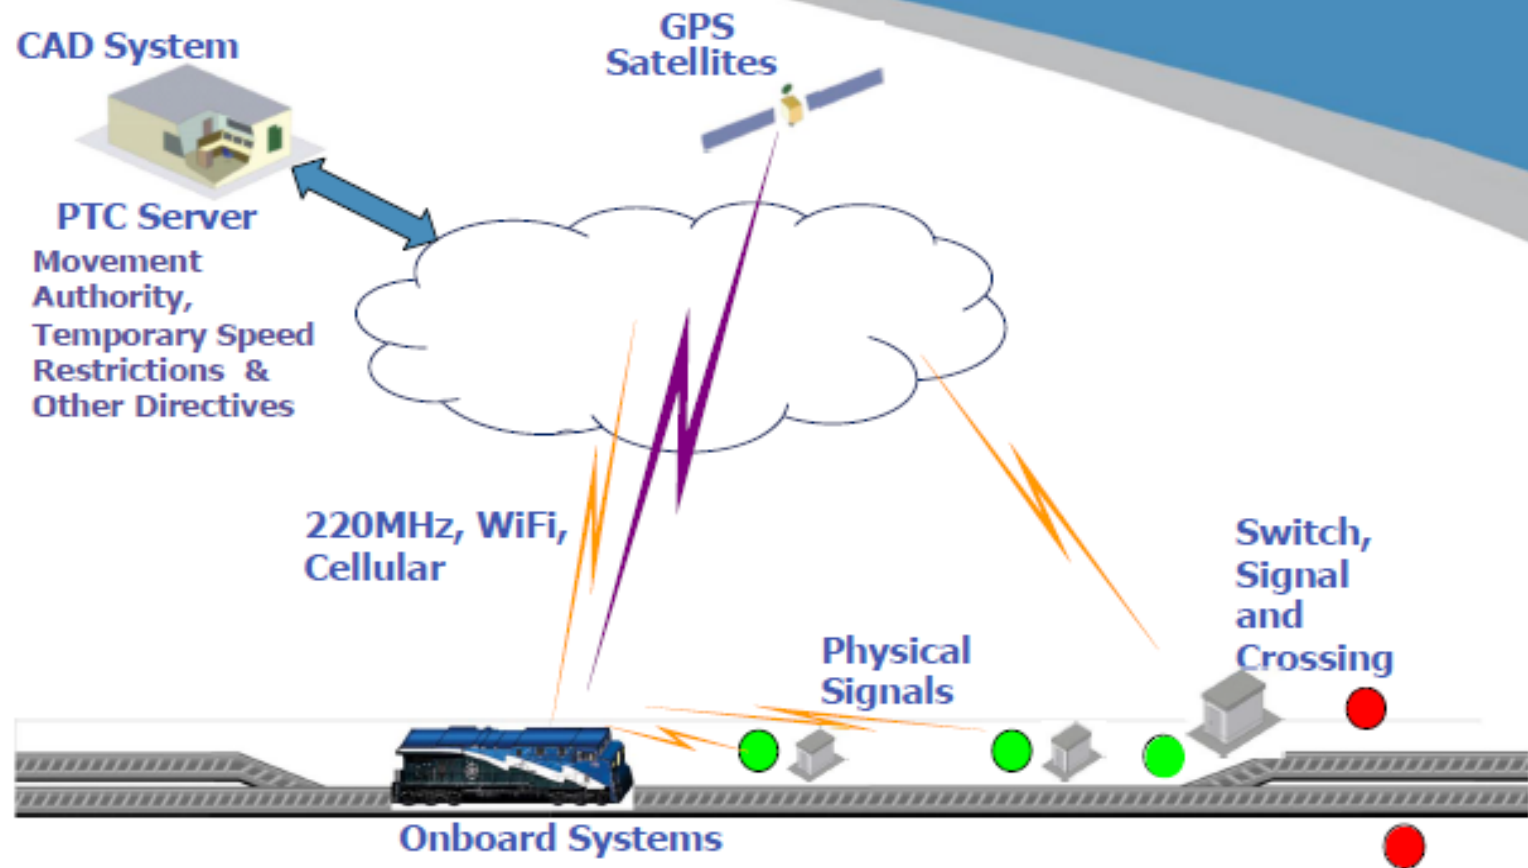 CAD System
GPS
Satellites
PTC Server
Movement
Authority,
Temporary Speed
Restrictions &
Other Directives
220MHz, WiFi,
Cellular
Switch,
Signal
and
Crossing
Physical
Signals
Onboard Systems